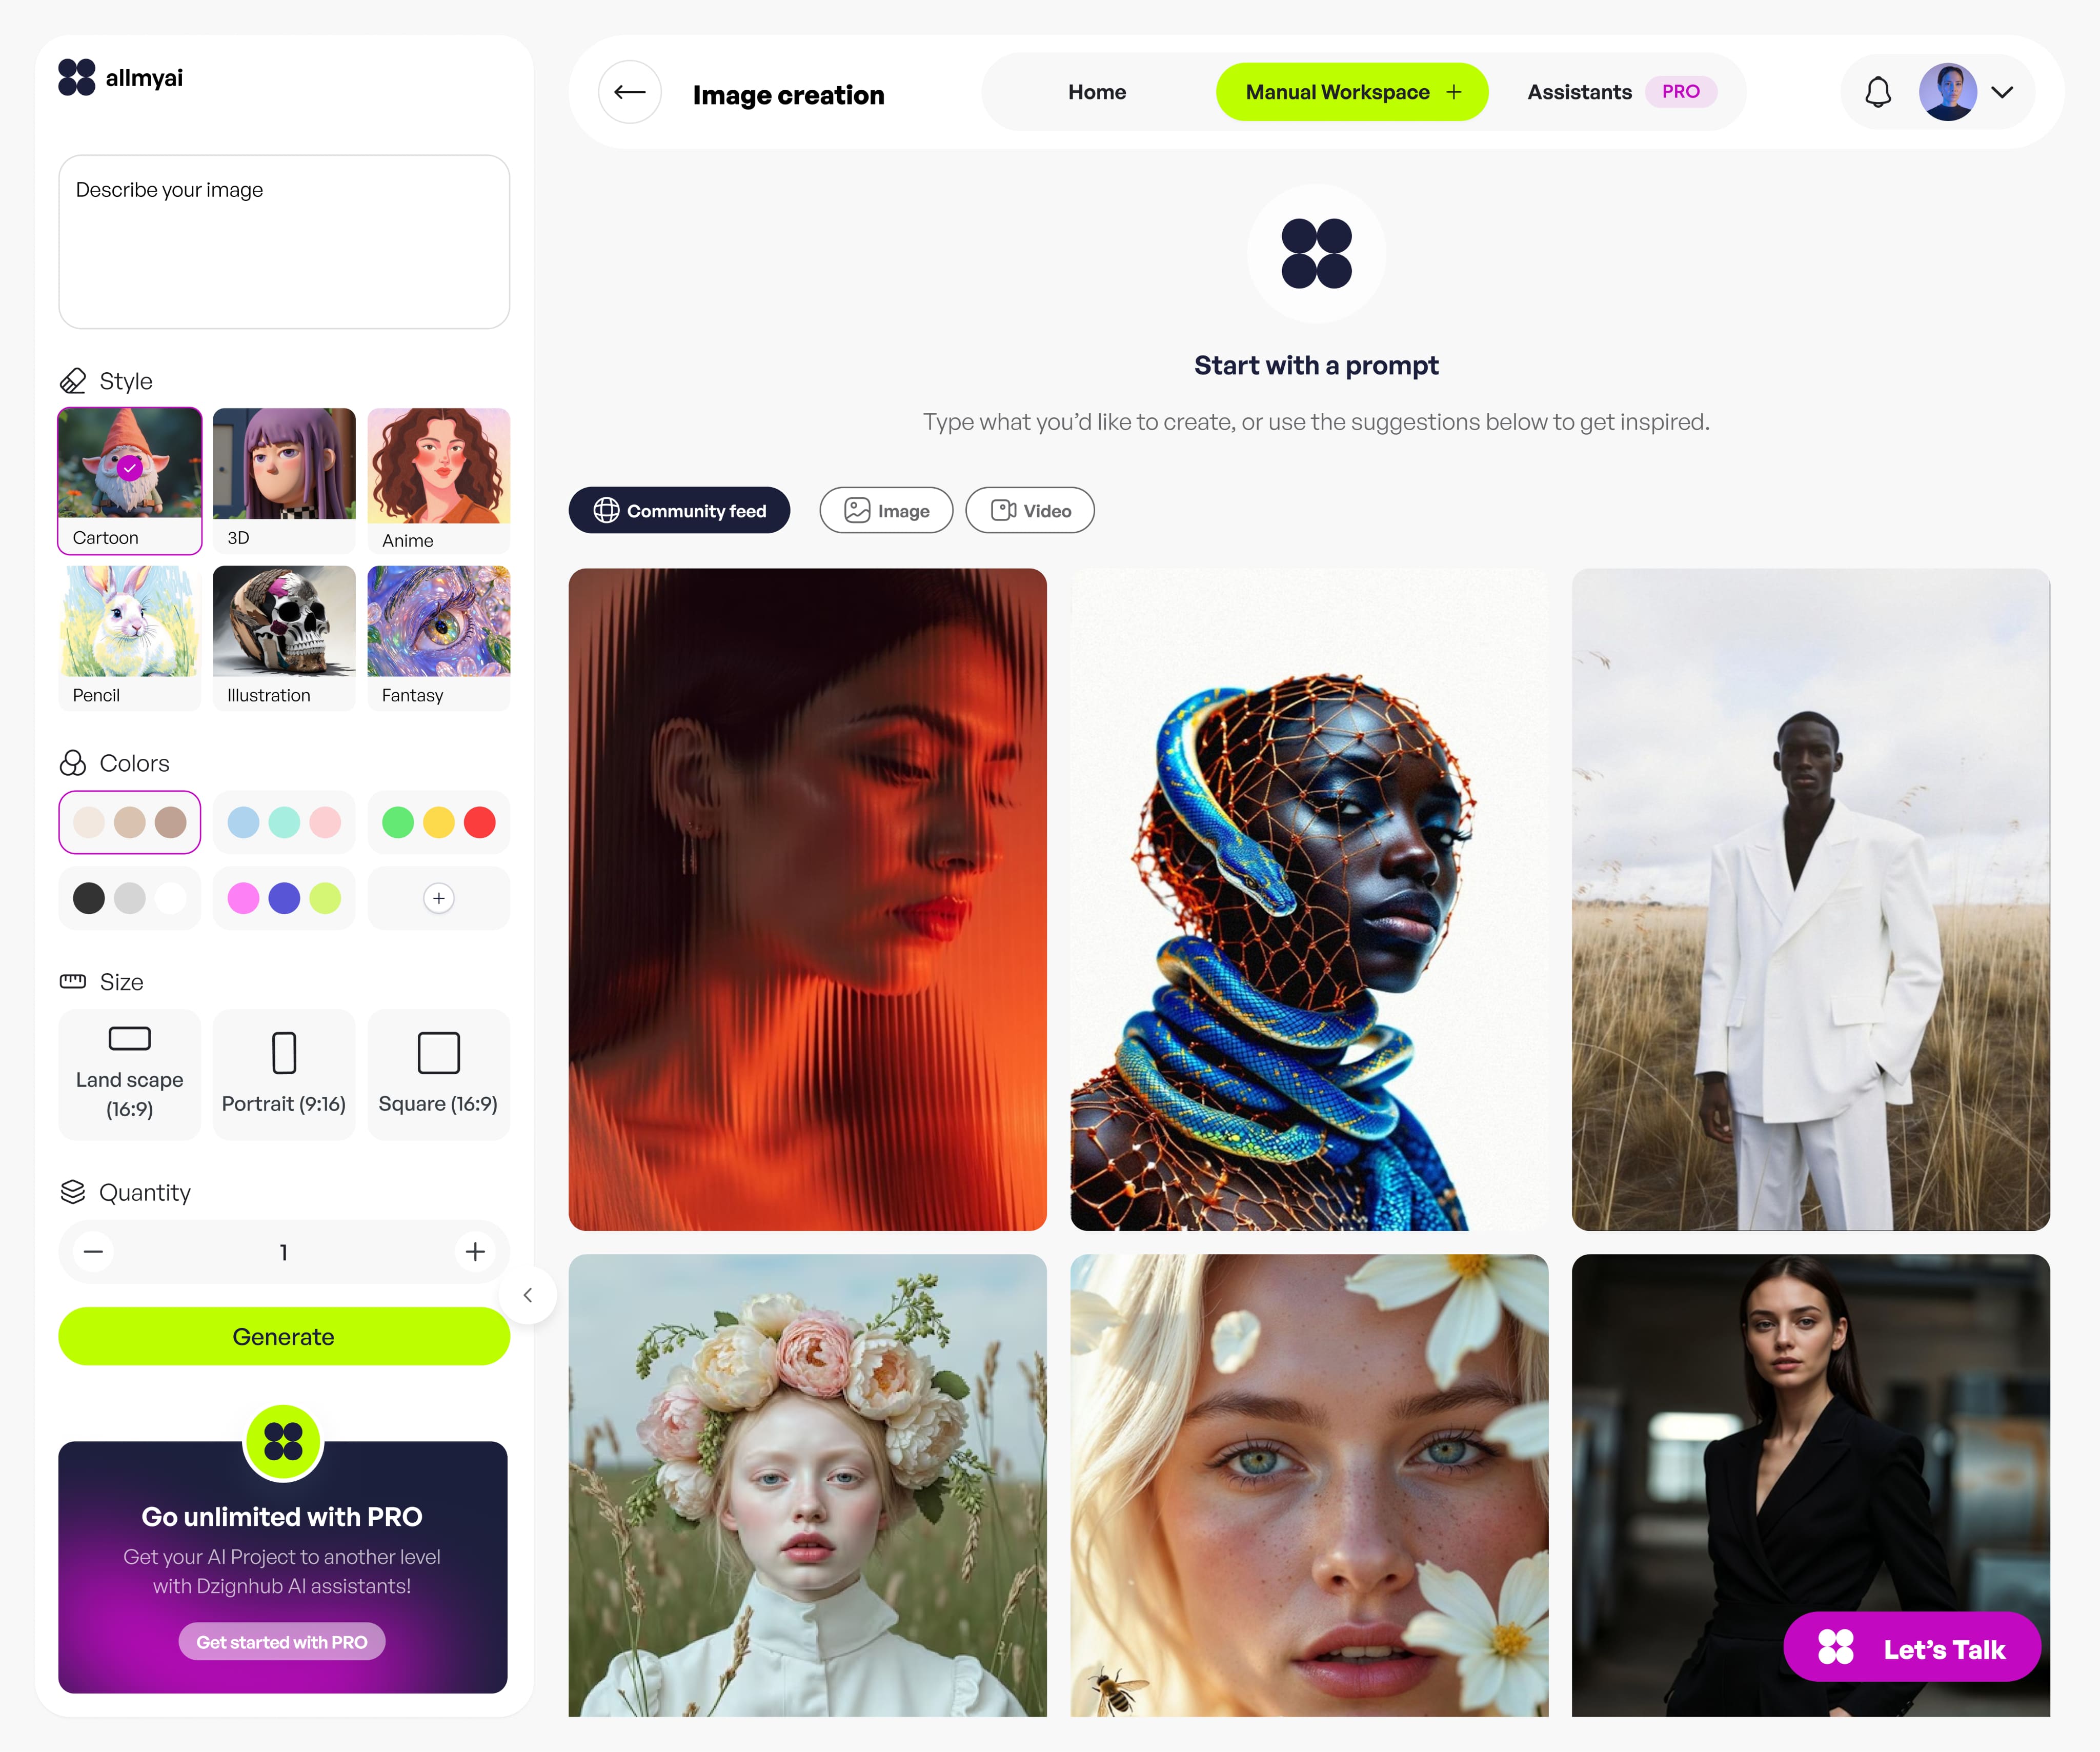 allmyai
Describe your image
Style
Cartoon
3D
Anime
Pencil
Illustration
Fantasy
Colors
Size
Land scape
(16:9)
Portrait (9:16)
Square (16:9)
Quantity
1
Generate
Go unlimited with PRO
Get your AI Project to another level
with Dzignhub AI assistants!
Get started with PRO
Image creation
Home
Manual Workspace +
Assistants PRO
Start with a prompt
Type what you’d like to create, or use the suggestions below to get inspired.
Community feed
Image
Video
Let’s Talk